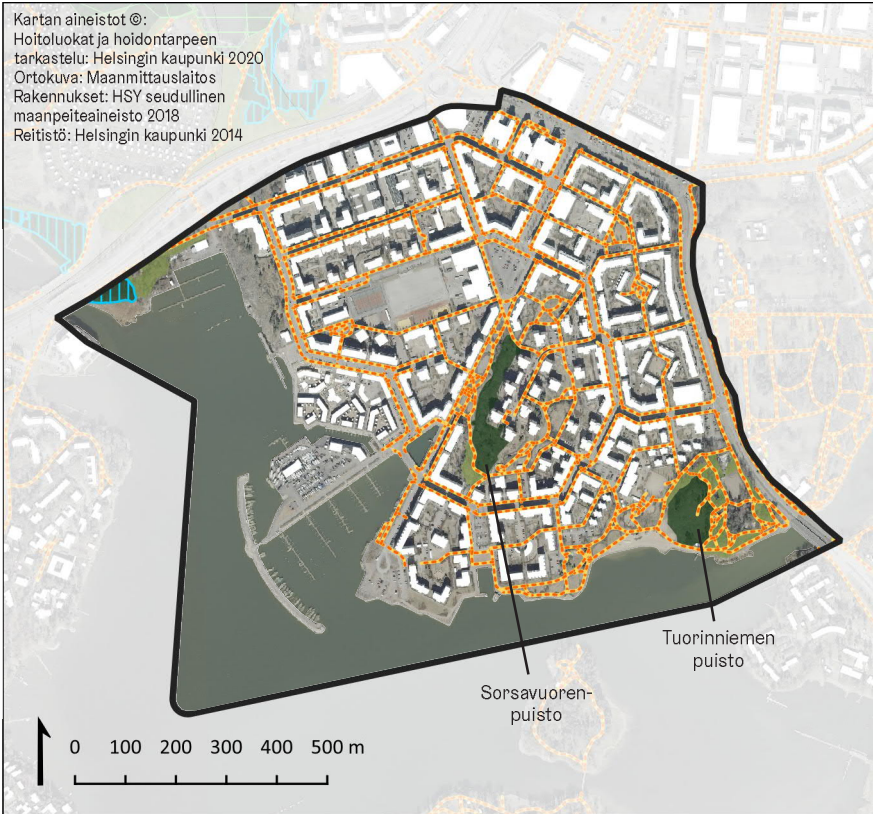 Kartan aineistot ©:
Hoitoluokat ja hoidontarpeen
tarkastelu: Helsingin kaupunki 2020
Ortokuva: Maanmittauslaitos
Rakennukset: HSY seudullinen
maanpeiteaineisto 2018
Reitistö: Helsingin kaupunki 2014
Tuorinniemen
puisto
Sorsavuoren-
puisto
0 100 200 300 400 500 m